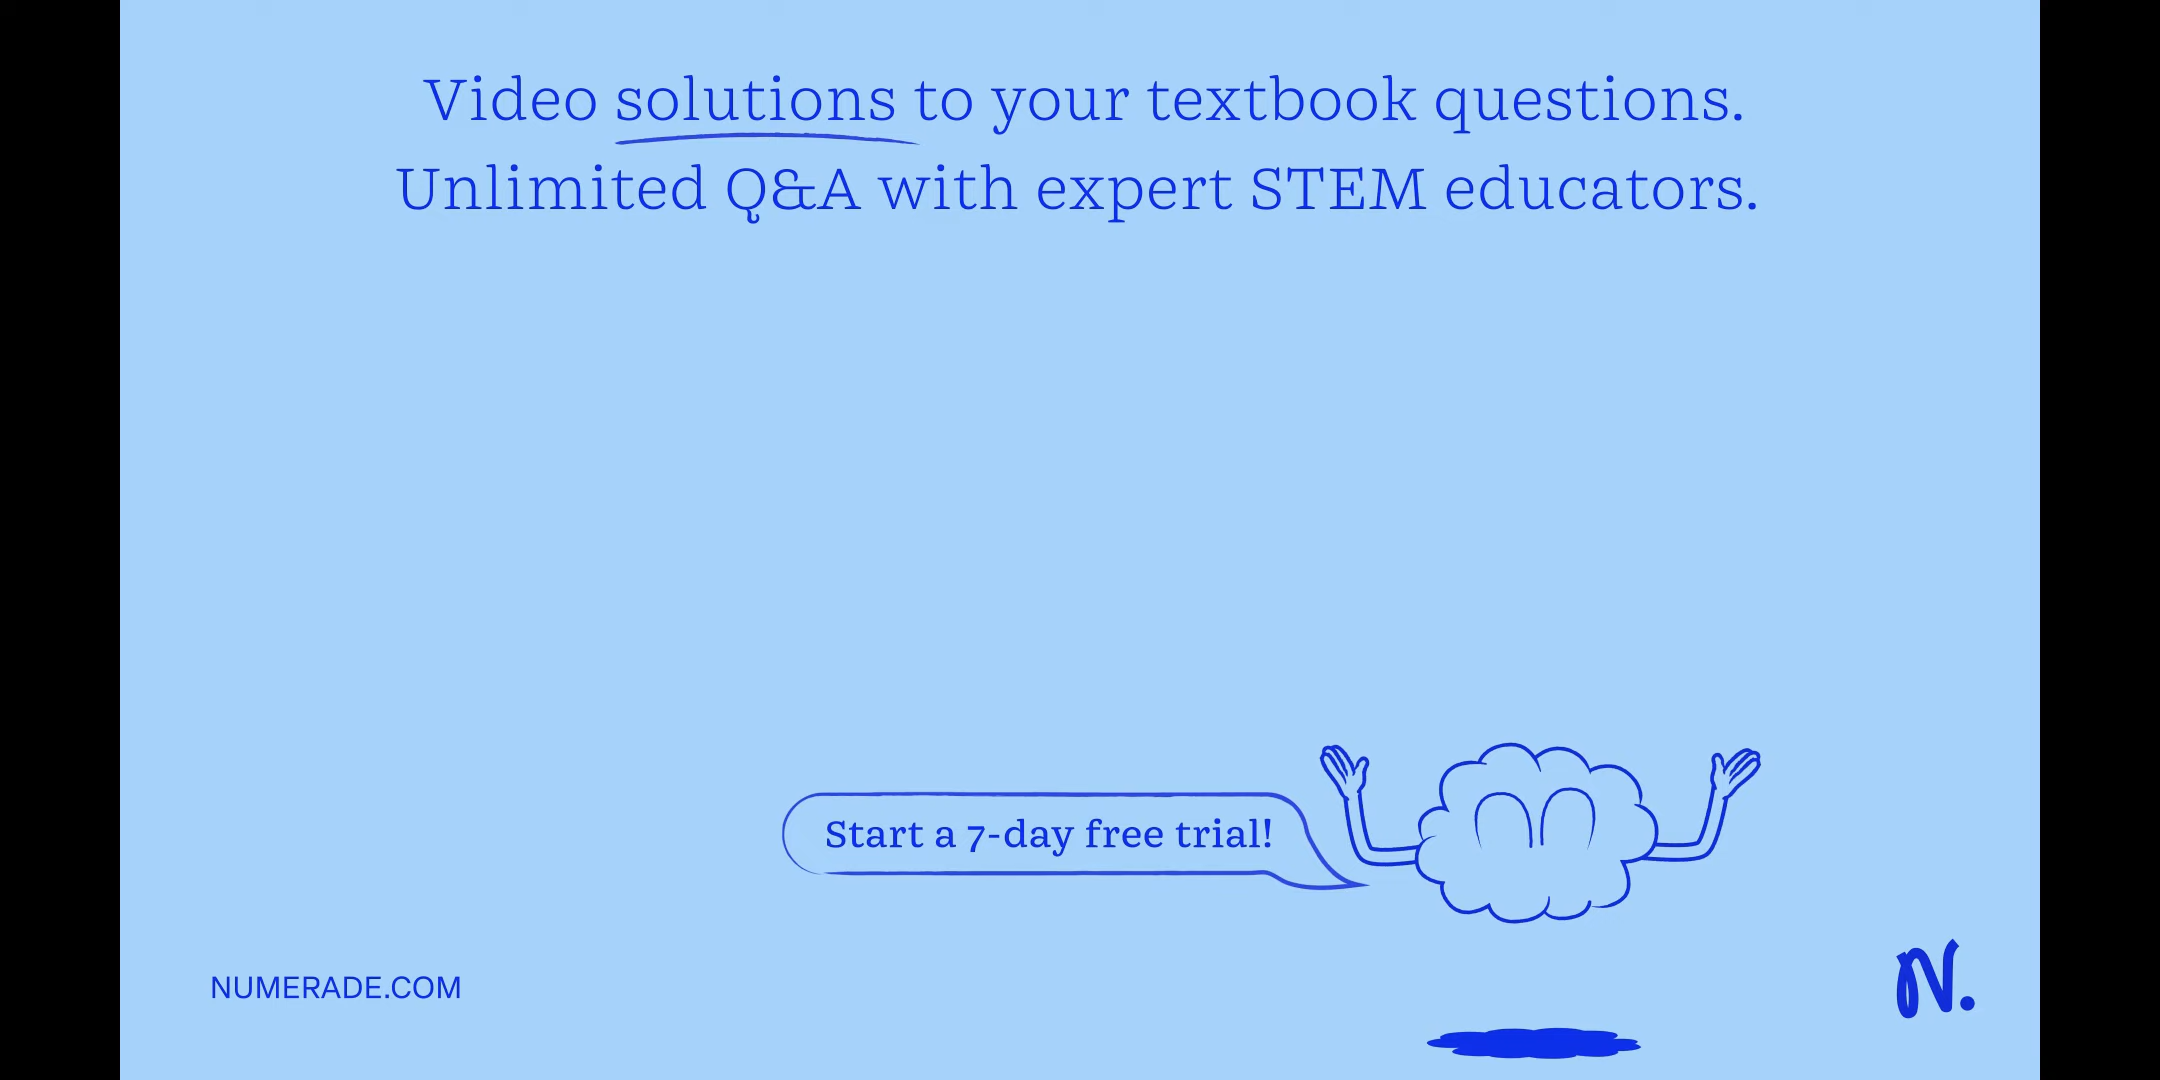 Video solutions to your textbook questions.
Unlimited Q&A with expert STEM educators.
Start a 7-day free trial!
NUMERADE.COM
N.